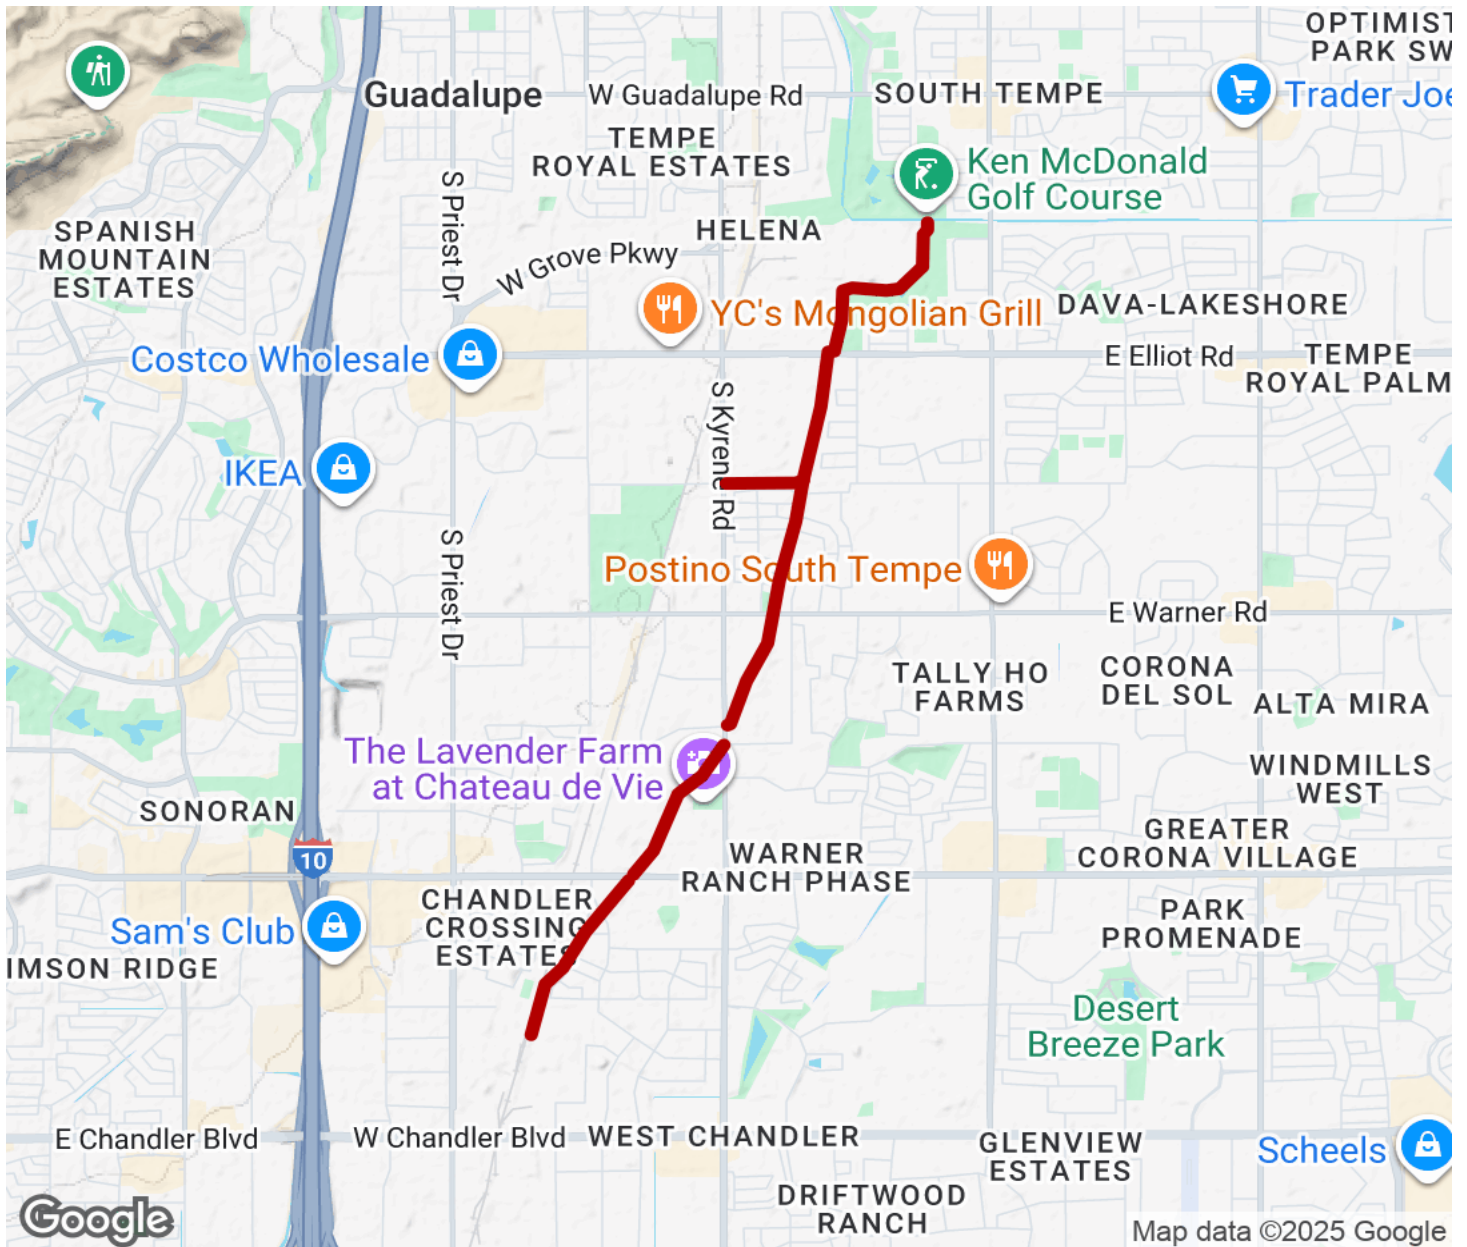 OPTIMIST
PARK SW
Guadalupe
W Guadalupe Rd
SOUTH TEMPE
Trader Joe
TEMPE
ROYAL ESTATES
Ken McDonald
Golf Course
S Priest Dr
SPANISH
MOUNTAIN
ESTATES
HELENA
W Grove Pkwy
YC's Mongolian Grill
DAVA-LAKESHORE
Costco Wholesale
E Elliot Rd
TEMPE
ROYAL PALM
S Kyrene Rd
IKEA
S Priest Dr
Postino South Tempe
E Warner Rd
TALLY HO
FARMS
CORONA
DEL SOL
ALTA MIRA
The Lavender Farm
at Chateau de Vie
WINDMILLS
WEST
SONORAN
GREATER
CORONA VILLAGE
10
WARNER
RANCH PHASE
CHANDLER
CROSSING
ESTATES
Sam's Club
PARK
PROMENADE
IMSON RIDGE
Desert
Breeze Park
E Chandler Blvd
W Chandler Blvd
WEST CHANDLER
GLENVIEW
ESTATES
Scheels
DRIFTWOOD
RANCH
Google
Map data ©2025 Google